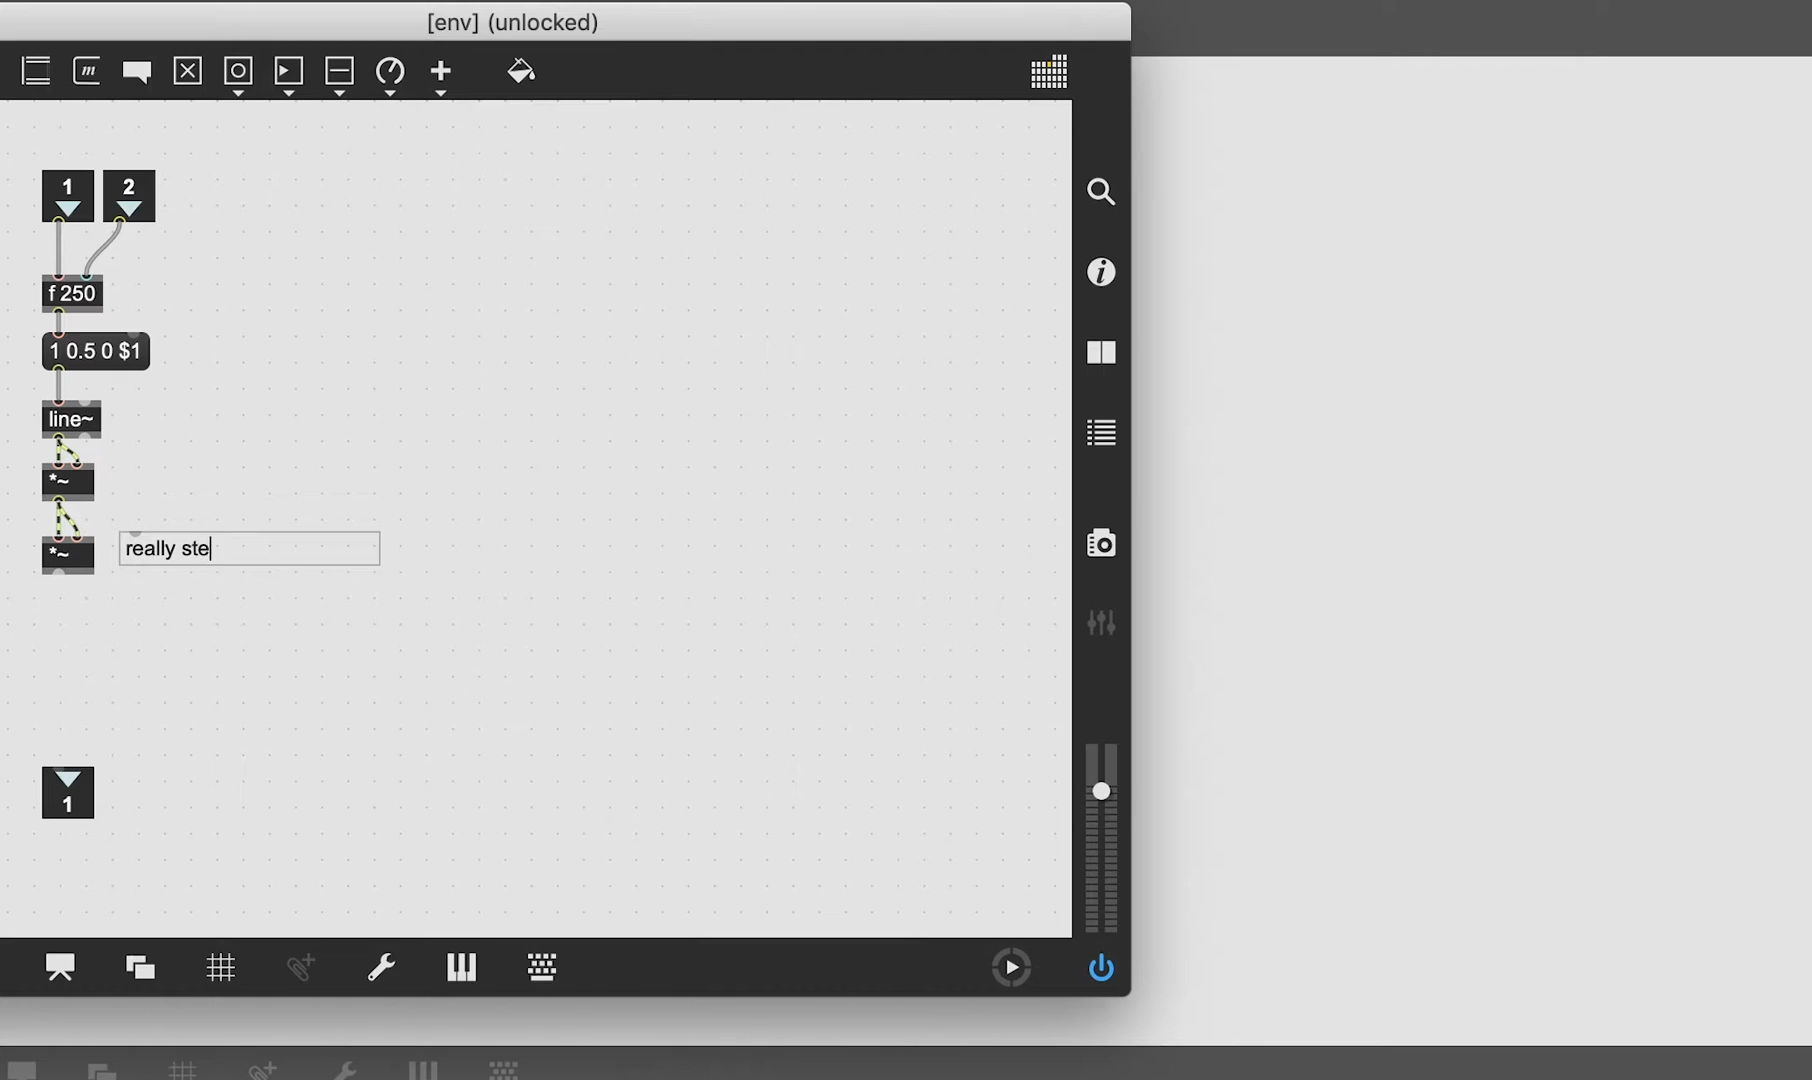 [env] (unlocked)
m
1 2
f 250
1 0.5 0 $1
line~
*~
*~
really ste
1